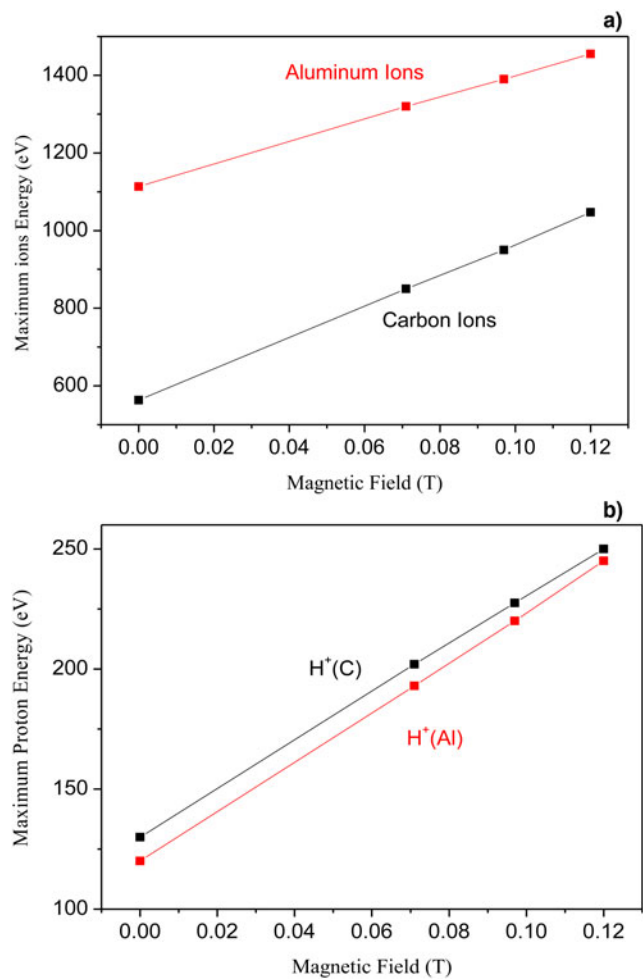 a)
1400
Aluminum Ions
1200
1000
800
Carbon Ions
600
Maximum ions Energy (eV)
0.00 0.02 0.04 0.06 0.08 0.10 0.12
Magnetic Field (T)
b)
250
200
H⁺(C)
H⁺(Al)
150
100
Maximum Proton Energy (eV)
0.00 0.02 0.04 0.06 0.08 0.10 0.12
Magnetic Field (T)